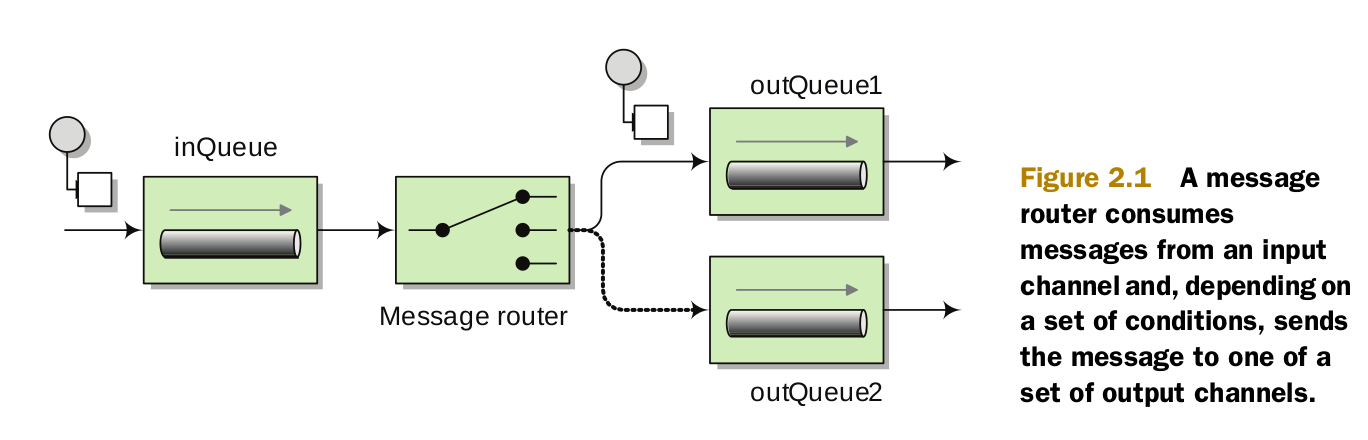 inQueue
Message router
outQueue1
outQueue2
Figure 2.1 A message
router consumes
messages from an input
channel and, depending on
a set of conditions, sends
the message to one of a
set of output channels.